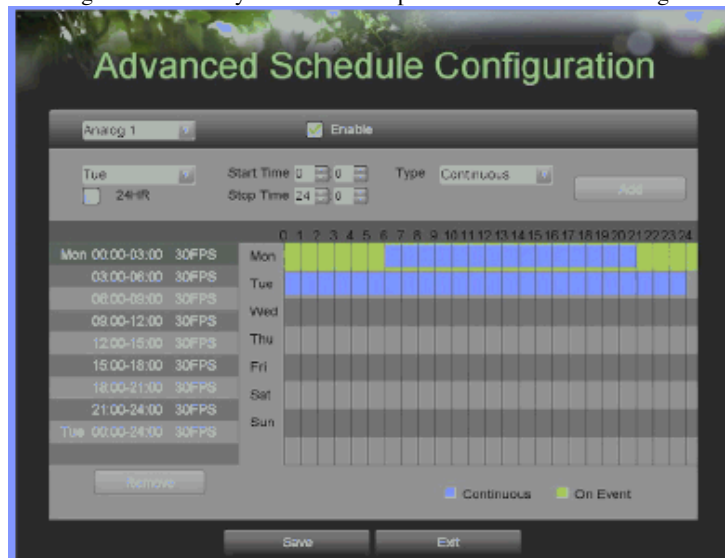 Advanced Schedule Configuration
Analog 1 Enable
Tue Start Time 0 0 Type Continuous Add
24HR Stop Time 24 0
0 1 2 3 4 5 6 7 8 9 10 11 12 13 14 15 16 17 18 19 20 21 22 23 24
Mon 00:00-03:00 30FPS Mon
03:00-06:00 30FPS Tue
06:00-09:00 30FPS Wed
09:00-12:00 30FPS
12:00-15:00 30FPS Thu
15:00-18:00 30FPS Fri
18:00-21:00 30FPS Sat
21:00-24:00 30FPS Sun
Tue 00:00-24:00 30FPS
Remove Continuous On Event
Save Exit